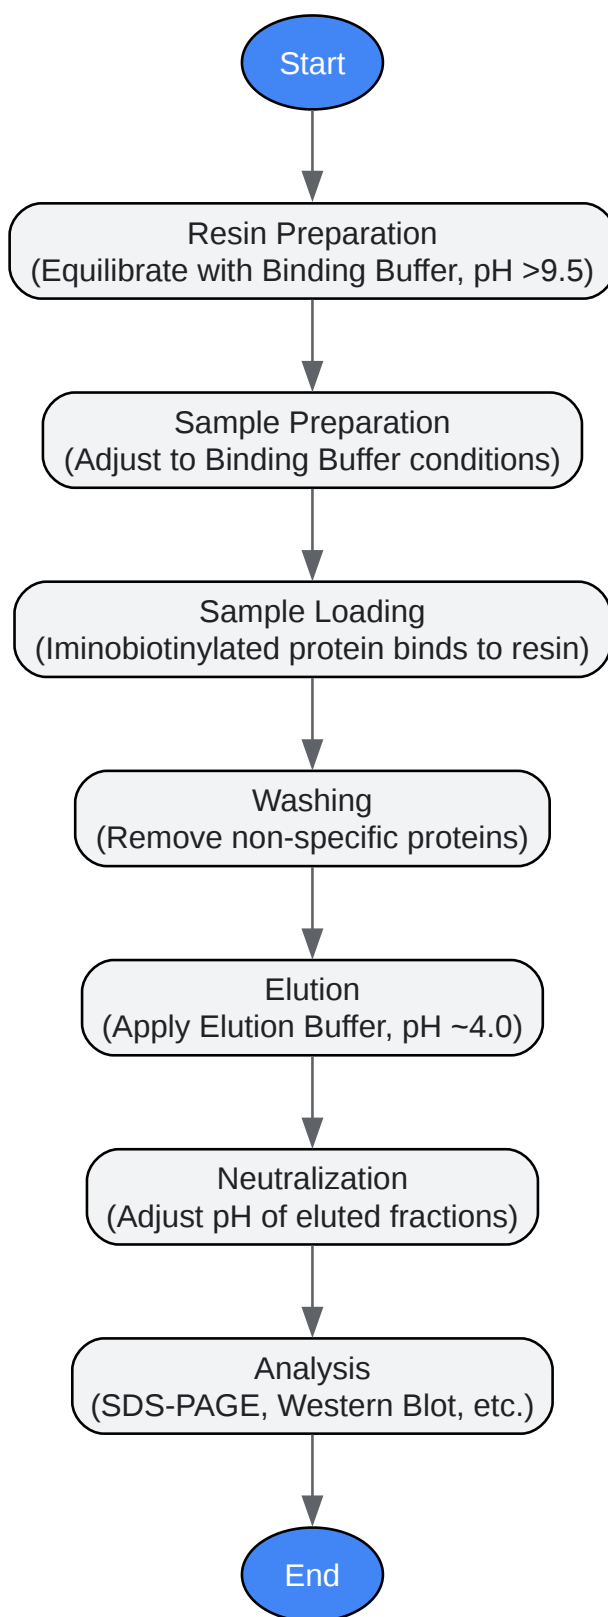 Start
Resin Preparation
(Equilibrate with Binding Buffer, pH >9.5)
Sample Preparation
(Adjust to Binding Buffer conditions)
Sample Loading
(Iminobiotinylated protein binds to resin)
Washing
(Remove non-specific proteins)
Elution
(Apply Elution Buffer, pH ~4.0)
Neutralization
(Adjust pH of eluted fractions)
Analysis
(SDS-PAGE, Western Blot, etc.)
End